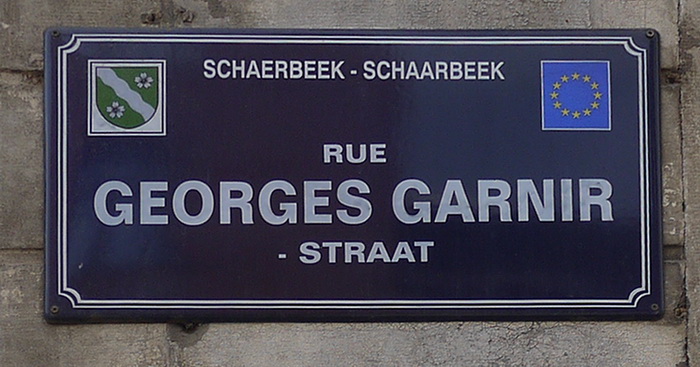 SCHAERBEEK - SCHAARBEEK
RUE
GEORGES GARNIR
- STRAAT